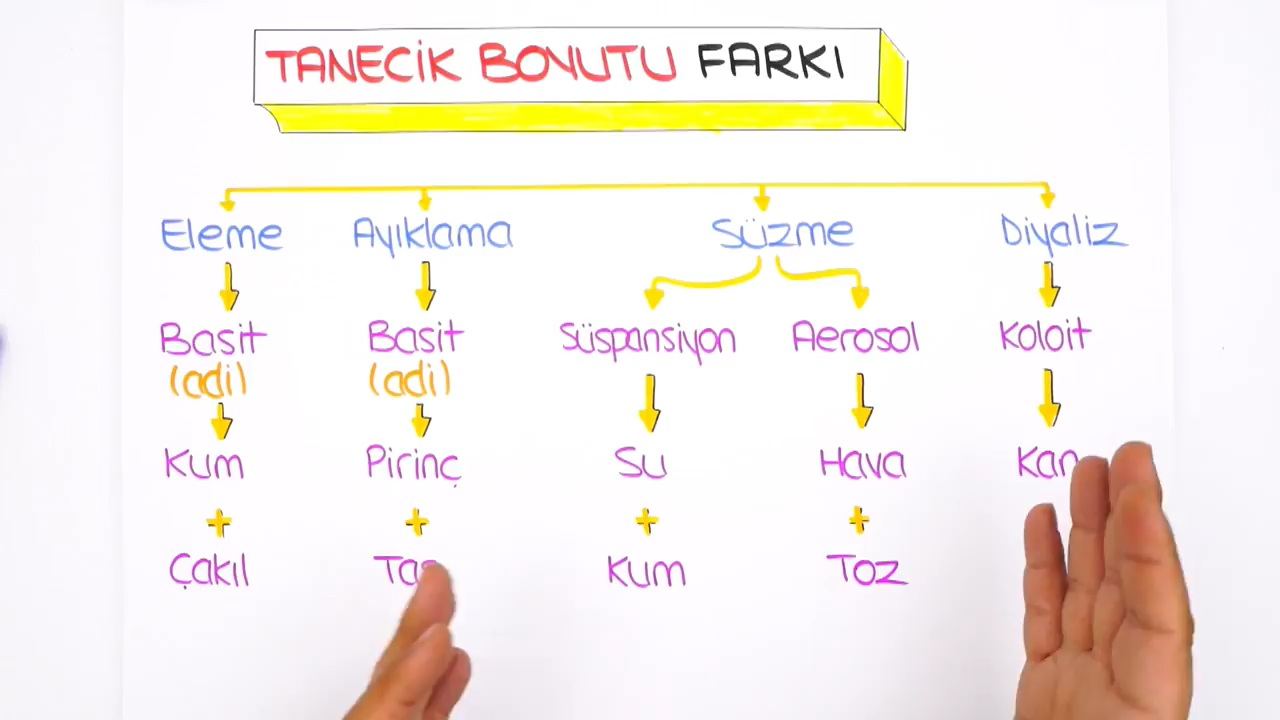 TANECİK BOYUTU FARKI
Eleme Ayıklama Süzme Diyaliz
Basit Basit Süspansiyon Aerosol Koloit
(adi) (adi)
Kum Pirinç Su Hava Kan
+ + + +
Çakıl Kum Toz